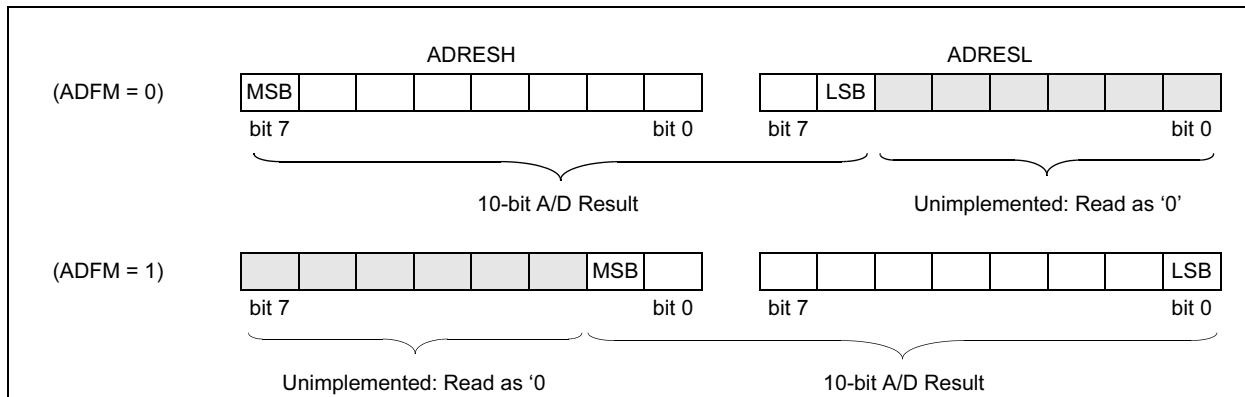 ADRESH ADRESL
(ADFM = 0) MSB LSB
bit 7 bit 0 bit 7 bit 0
10-bit A/D Result Unimplemented: Read as ‘0’
(ADFM = 1) MSB LSB
bit 7 bit 0 bit 7 bit 0
Unimplemented: Read as ‘0 10-bit A/D Result